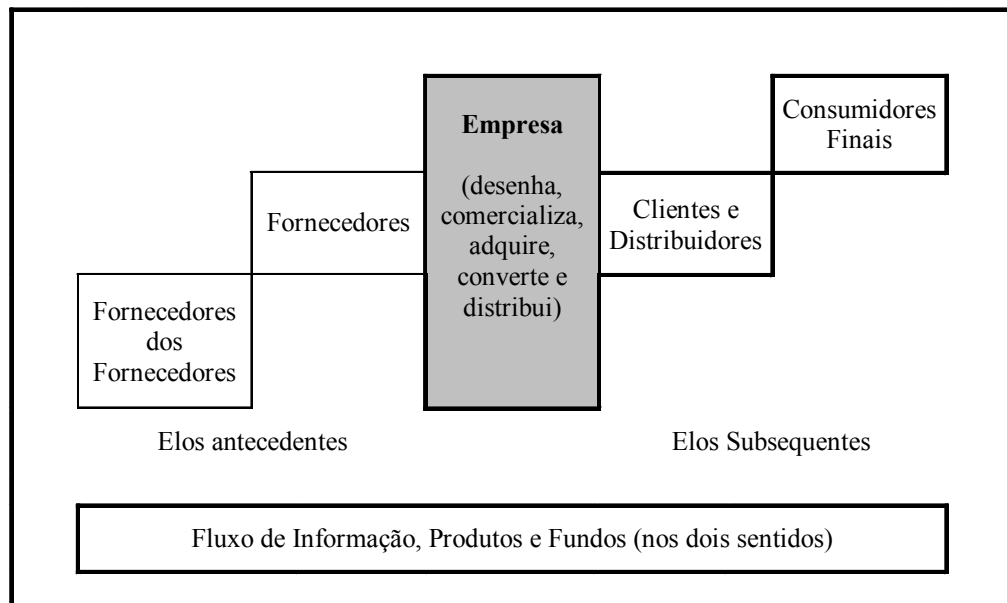 Fornecedores
dos
Fornecedores
Fornecedores
Empresa
(desenha,
comercializa,
adquire,
converte e
distribui)
Clientes e
Distribuidores
Consumidores
Finais
Elos antecedentes
Elos Subsequentes
Fluxo de Informação, Produtos e Fundos (nos dois sentidos)